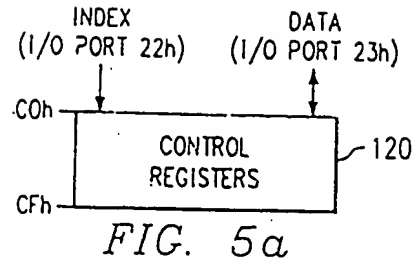 INDEX
(I/O PORT 22h)
DATA
(I/O PORT 23h)
C0h
CONTROL
REGISTERS
120
CFh
FIG. 5a